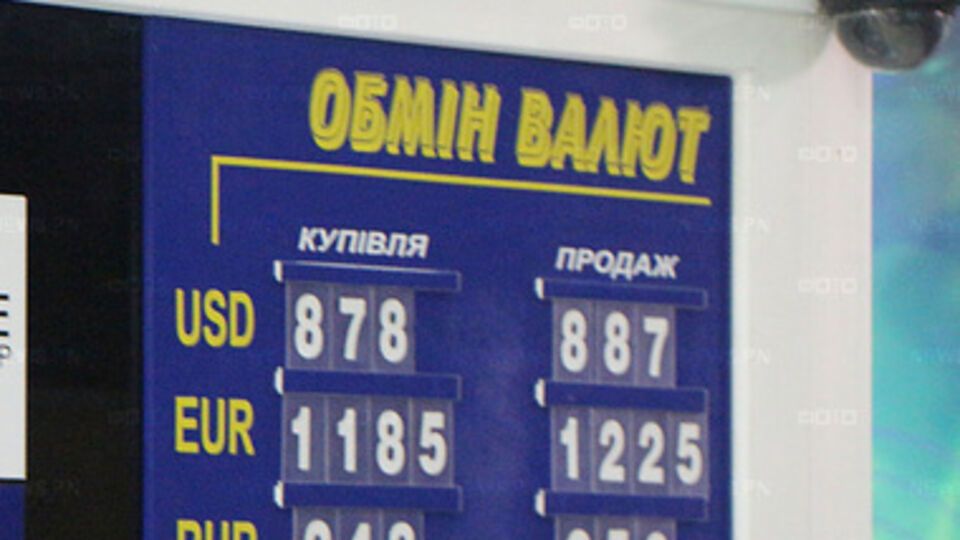 ОБМІН ВАЛЮТ
КУПІВЛЯ ПРОДАЖ
USD 878 887
EUR 1185 1225